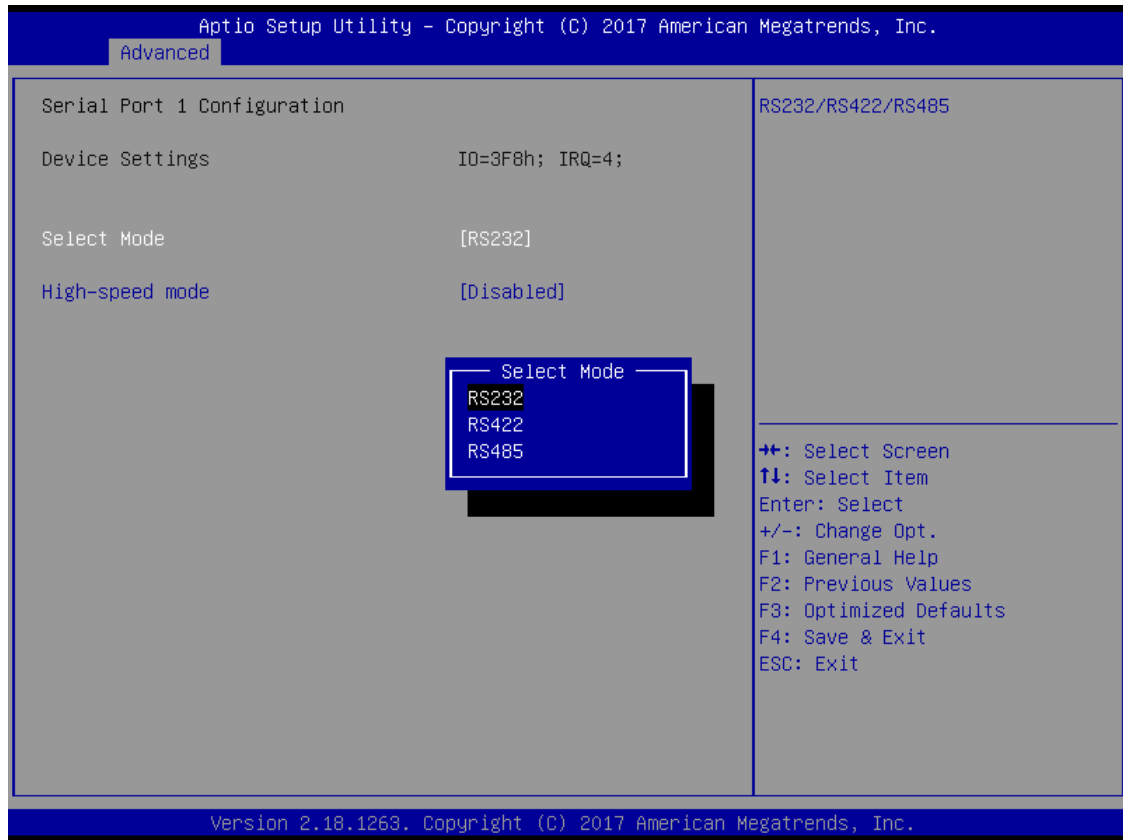 Aptio Setup Utility – Copyright (C) 2017 American Megatrends, Inc.
Advanced
Serial Port 1 Configuration
Device Settings IO=3F8h; IRQ=4;
Select Mode [RS232]
High-speed mode [Disabled]
Select Mode
RS232
RS422
RS485
RS232/RS422/RS485
→←: Select Screen
↑↓: Select Item
Enter: Select
+/-: Change Opt.
F1: General Help
F2: Previous Values
F3: Optimized Defaults
F4: Save & Exit
ESC: Exit
Version 2.18.1263. Copyright (C) 2017 American Megatrends, Inc.